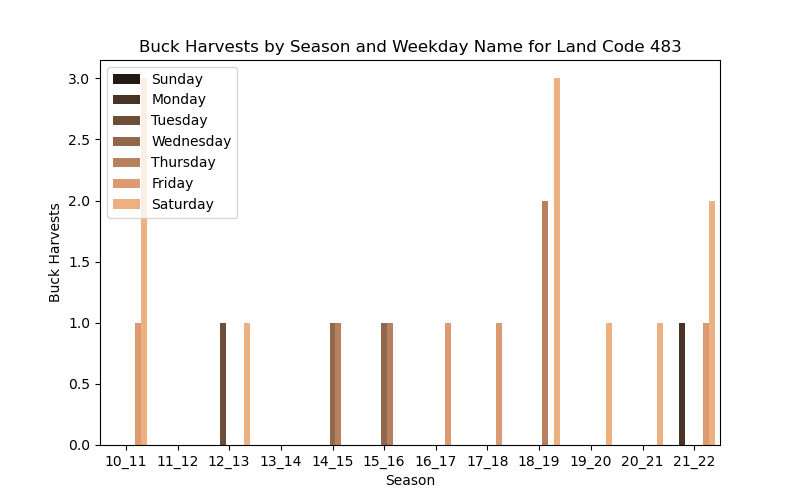 Buck Harvests by Season and Weekday Name for Land Code 483
3.0
2.5
2.0
1.5
1.0
0.5
0.0
Buck Harvests
Sunday
Monday
Tuesday
Wednesday
Thursday
Friday
Saturday
10_11 11_12 12_13 13_14 14_15 15_16 16_17 17_18 18_19 19_20 20_21 21_22
Season